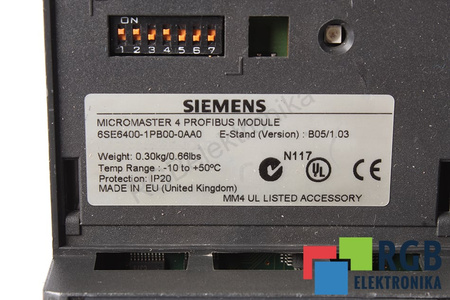 ON
1 2 3 4 5 6 7
SIEMENS
MICROMASTER 4 PROFIBUS MODULE
6SE6400-1PB00-0AA0 E-Stand (Version) : B05/1.03
Weight: 0.30kg/0.66lbs
Temp Range : -10 to +50°C
Protection: IP20
MADE IN EU (United Kingdom)
N117
UL
MM4 UL LISTED ACCESSORY
RGB
ELEKTRONIKA